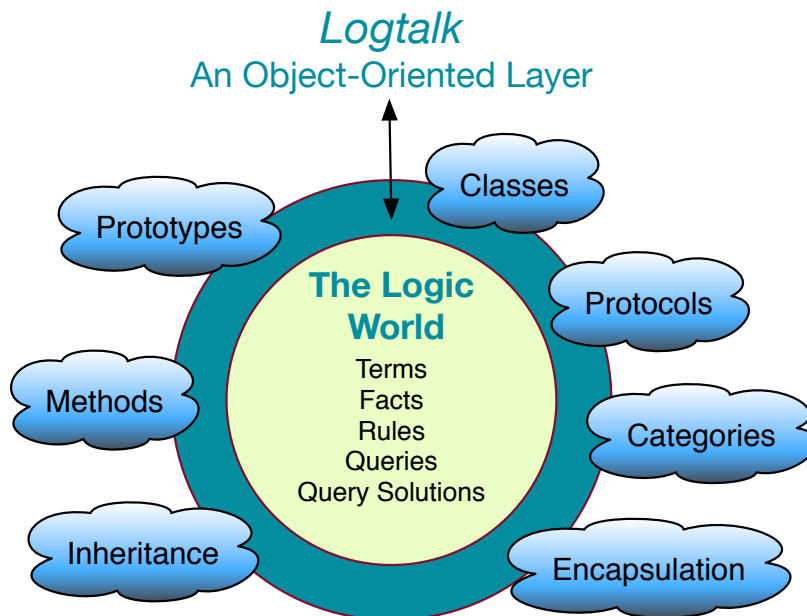 Logtalk
An Object-Oriented Layer
Classes
Prototypes
Protocols
The Logic
World
Terms
Facts
Rules
Queries
Query Solutions
Methods
Categories
Inheritance
Encapsulation